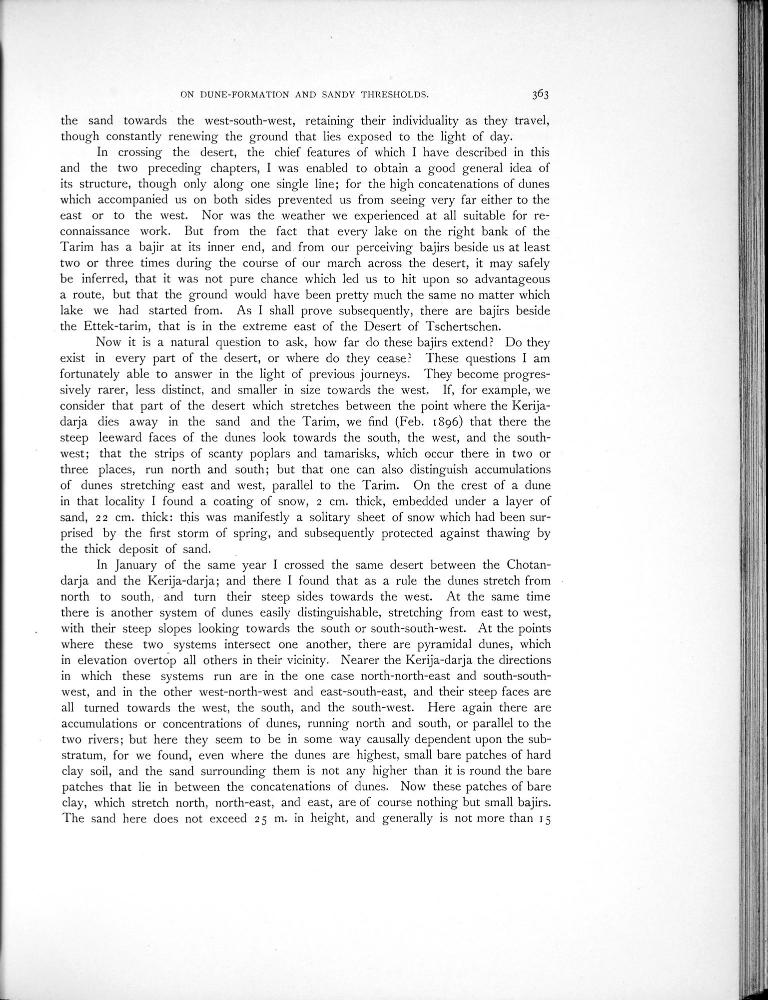 ON DUNE-FORMATION AND SANDY THRESHOLDS. 363
the sand towards the west-south-west, retaining their individuality as they travel,
though constantly renewing the ground that lies exposed to the light of day.
In crossing the desert, the chief features of which I have described in this
and the two preceding chapters, I was enabled to obtain a good general idea of
its structure, though only along one single line; for the high concatenations of dunes
which accompanied us on both sides prevented us from seeing very far either to the
east or to the west. Nor was the weather we experienced at all suitable for re-
connaissance work. But from the fact that every lake on the right bank of the
Tarim has a bajir at its inner end, and from our perceiving bajirs beside us at least
two or three times during the course of our march across the desert, it may safely
be inferred, that it was not pure chance which led us to hit upon so advantageous
a route, but that the ground would have been pretty much the same no matter which
lake we had started from. As I shall prove subsequently, there are bajirs beside
the Ettek-tarim, that is in the extreme east of the Desert of Tschertschen.
Now it is a natural question to ask, how far do these bajirs extend? Do they
exist in every part of the desert, or where do they cease? These questions I am
fortunately able to answer in the light of previous journeys. They become progres-
sively rarer, less distinct, and smaller in size towards the west. If, for example, we
consider that part of the desert which stretches between the point where the Kerija-
darja dies away in the sand and the Tarim, we find (Feb. 1896) that there the
steep leeward faces of the dunes look towards the south, the west, and the south-
west; that the strips of scanty poplars and tamarisks, which occur there in two or
three places, run north and south; but that one can also distinguish accumulations
of dunes stretching east and west, parallel to the Tarim. On the crest of a dune
in that locality I found a coating of snow, 2 cm. thick, embedded under a layer of
sand, 22 cm. thick: this was manifestly a solitary sheet of snow which had been sur-
prised by the first storm of spring, and subsequently protected against thawing by
the thick deposit of sand.
In January of the same year I crossed the same desert between the Chotan-
darja and the Kerija-darja; and there I found that as a rule the dunes stretch from
north to south, and turn their steep sides towards the west. At the same time
there is another system of dunes easily distinguishable, stretching from east to west,
with their steep slopes looking towards the south or south-south-west. At the points
where these two systems intersect one another, there are pyramidal dunes, which
in elevation overtop all others in their vicinity. Nearer the Kerija-darja the directions
in which these systems run are in the one case north-north-east and south-south-
west, and in the other west-north-west and east-south-east, and their steep faces are
all turned towards the west, the south, and the south-west. Here again there are
accumulations or concentrations of dunes, running north and south, or parallel to the
two rivers; but here they seem to be in some way causally dependent upon the sub-
stratum, for we found, even where the dunes are highest, small bare patches of hard
clay soil, and the sand surrounding them is not any higher than it is round the bare
patches that lie in between the concatenations of dunes. Now these patches of bare
clay, which stretch north, north-east, and east, are of course nothing but small bajirs.
The sand here does not exceed 25 m. in height, and generally is not more than 15